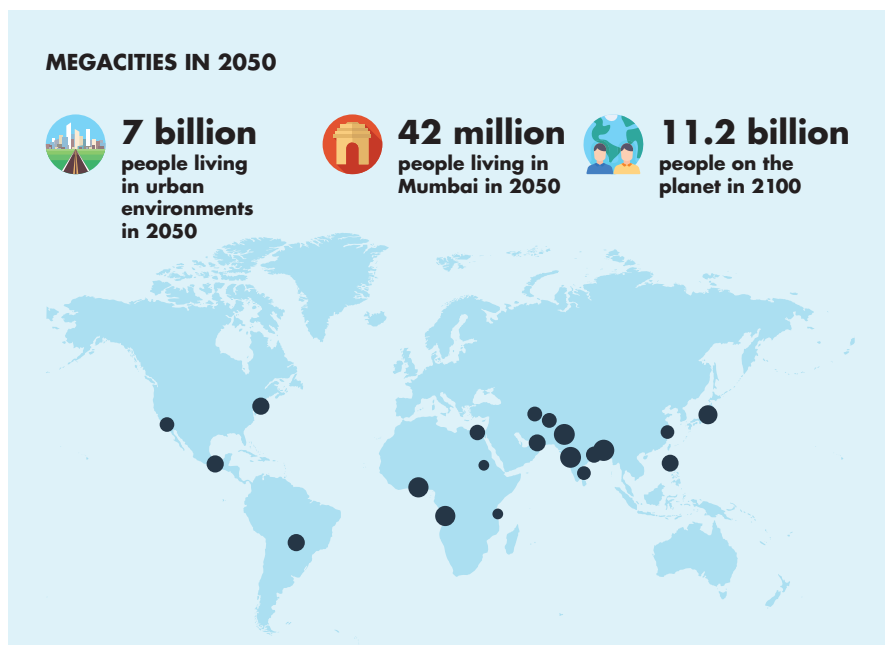 MEGACITIES IN 2050
7 billion
people living
in urban
environments
in 2050
42 million
people living in
Mumbai in 2050
11.2 billion
people on the
planet in 2100